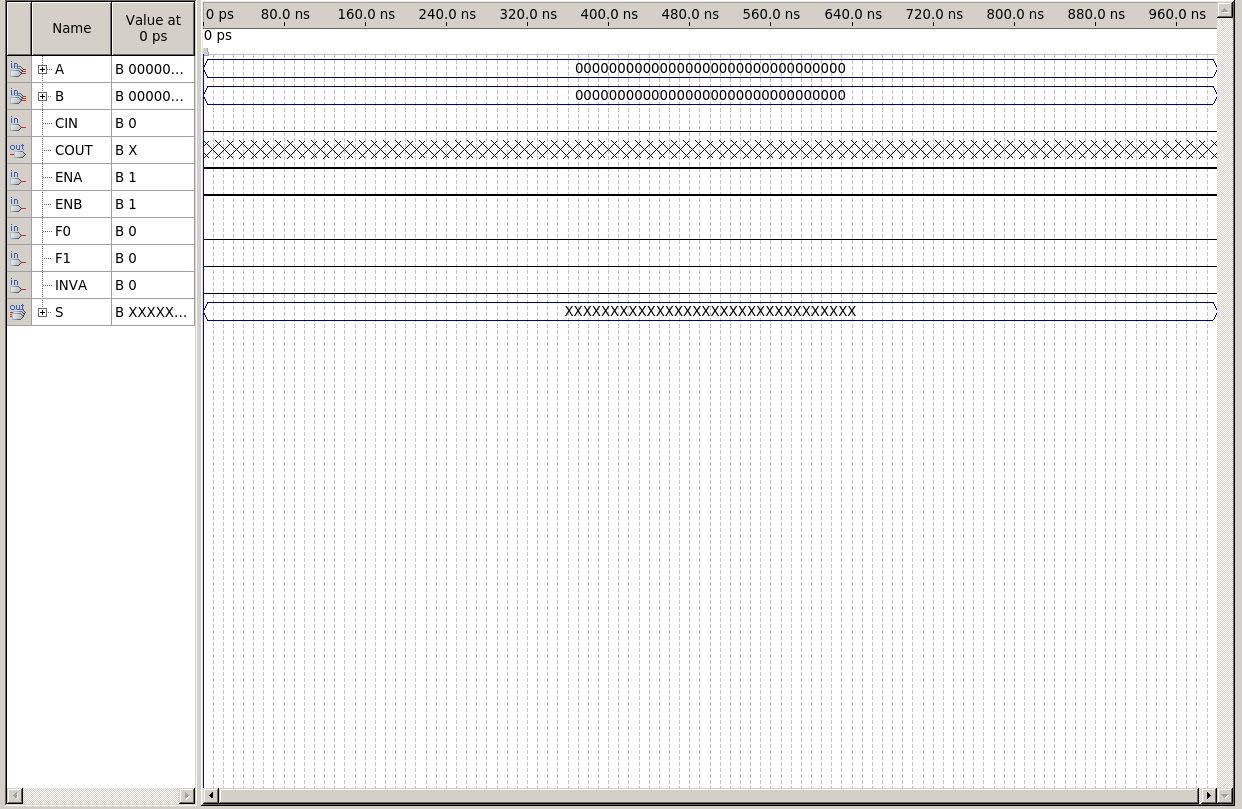 Name
Value at
0 ps
0 ps 80.0 ns 160.0 ns 240.0 ns 320.0 ns 400.0 ns 480.0 ns 560.0 ns 640.0 ns 720.0 ns 800.0 ns 880.0 ns 960.0 ns
0 ps
in A B 00000... 00000000000000000000000000000000
in B B 00000... 00000000000000000000000000000000
in CIN B 0
out COUT B X
in ENA B 1
in ENB B 1
in F0 B 0
in F1 B 0
in INVA B 0
out S B XXXXX... XXXXXXXXXXXXXXXXXXXXXXXXXXXXXXXX